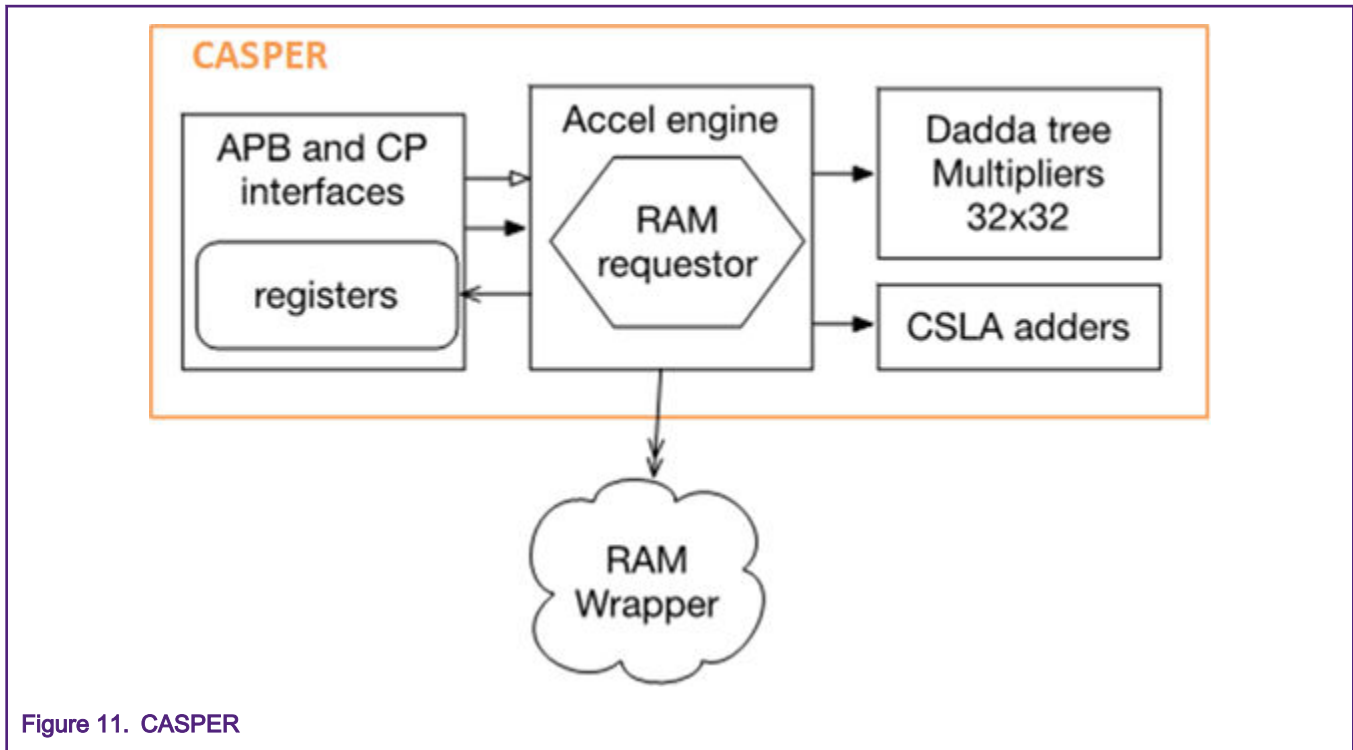 CASPER
APB and CP
interfaces
registers
Accel engine
RAM
requestor
Dadda tree
Multipliers
32x32
CSLA adders
RAM
Wrapper
Figure 11. CASPER